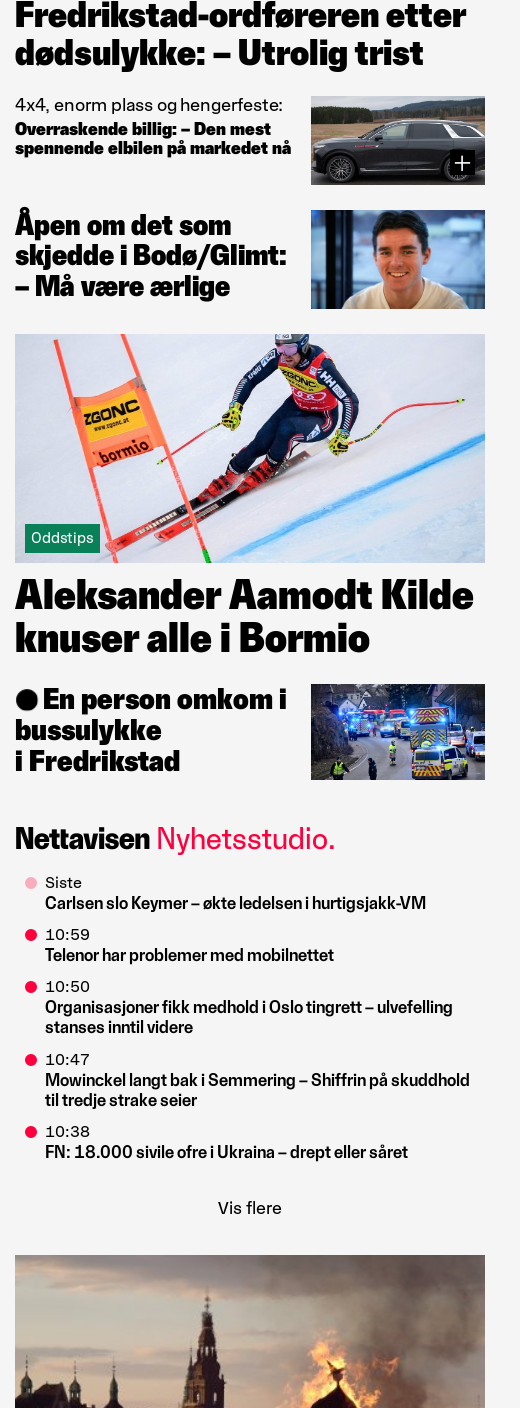 Fredrikstad-ordføreren etter
dødsulykke: – Utrolig trist
4x4, enorm plass og hengerfeste:
Overraskende billig: – Den mest
spennende elbilen på markedet nå
Åpen om det som
skjedde i Bodø/Glimt:
– Må være ærlige
ZGONC
www.zgonc.at
bormio
ZGONC
Oddstips
Aleksander Aamodt Kilde
knuser alle i Bormio
En person omkom i
bussulykke
i Fredrikstad
Nettavisen Nyhetsstudio.
Siste
Carlsen slo Keymer – økte ledelsen i hurtigsjakk-VM
10:59
Telenor har problemer med mobilnettet
10:50
Organisasjoner fikk medhold i Oslo tingrett – ulvefelling
stanses inntil videre
10:47
Mowinckel langt bak i Semmering – Shiffrin på skuddhold
til tredje strake seier
10:38
FN: 18.000 sivile ofre i Ukraina – drept eller såret
Vis flere